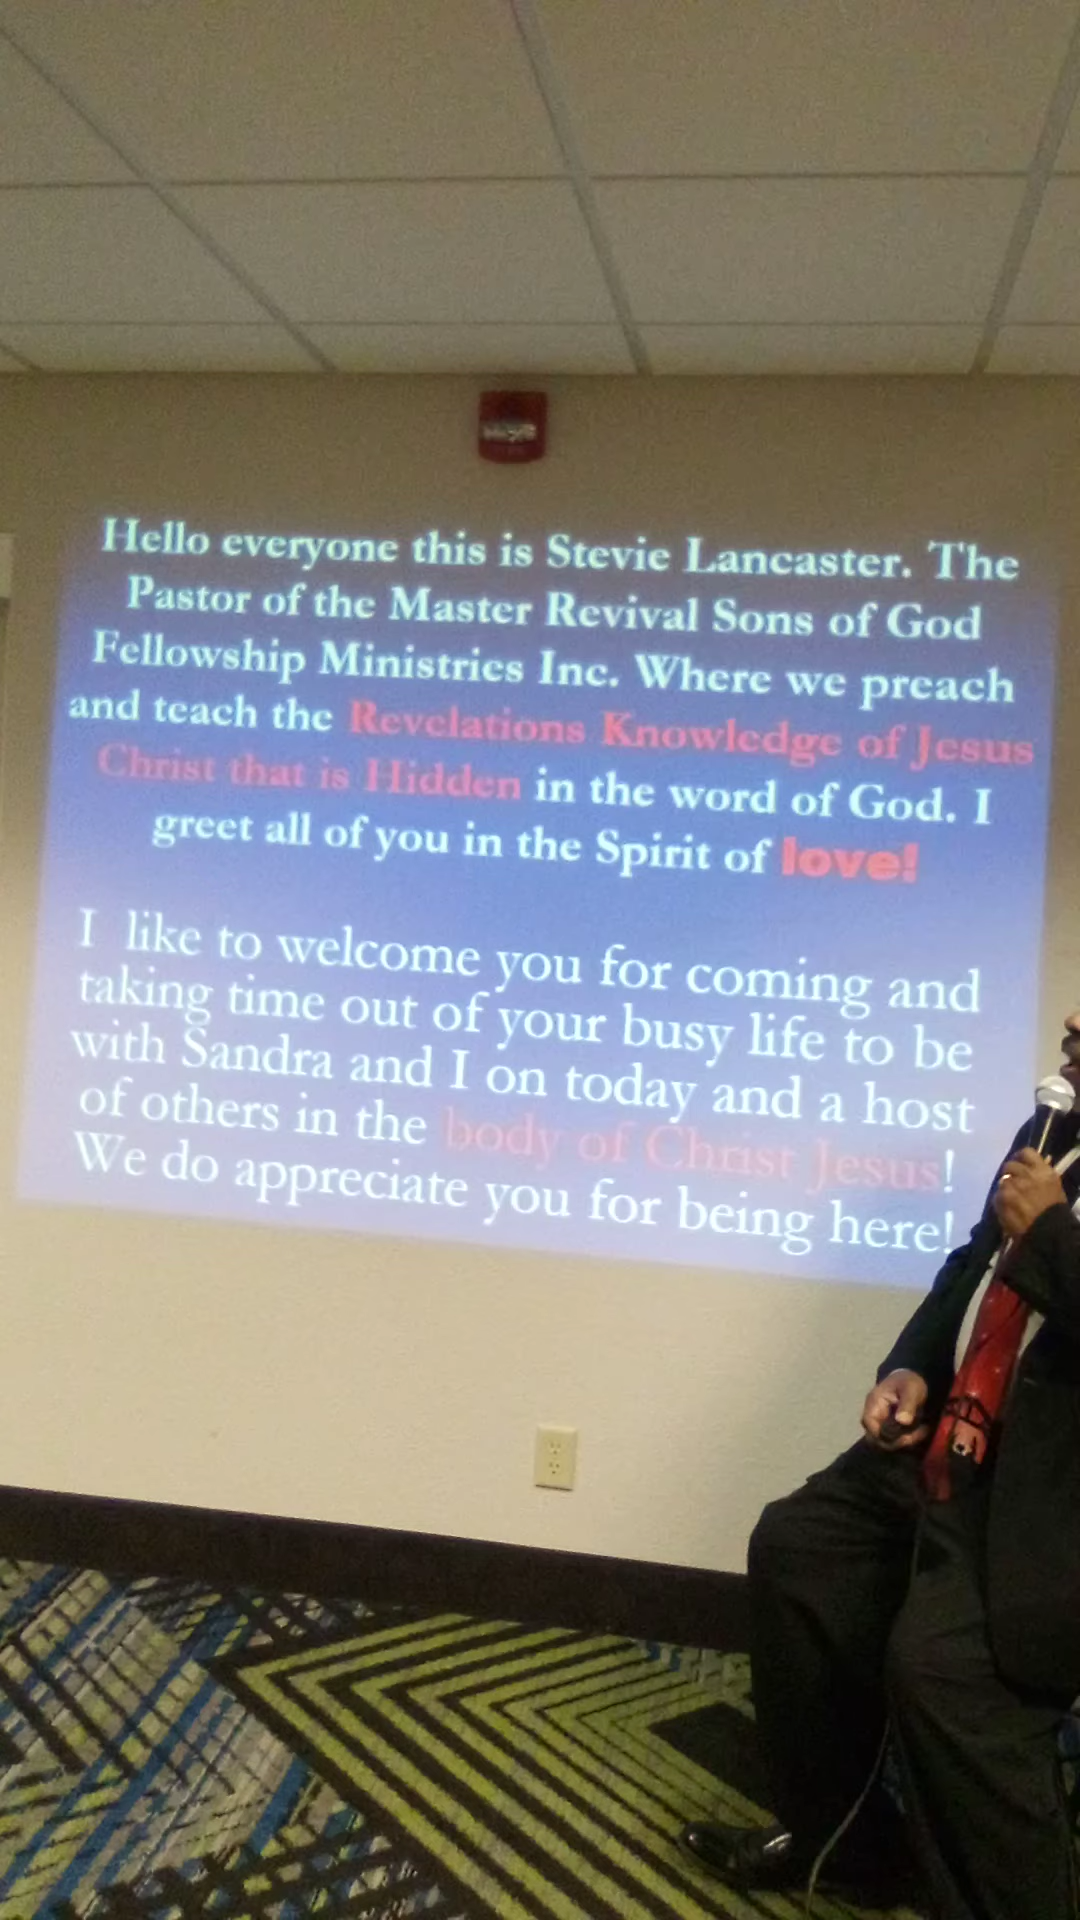 Hello everyone this is Stevie Lancaster. The
Pastor of the Master Revival Sons of God
Fellowship Ministries Inc. Where we preach
and teach the Revelations Knowledge of Jesus
Christ that is Hidden in the word of God. I
greet all of you in the Spirit of love!
I like to welcome you for coming and
taking time out of your busy life to be
with Sandra and I on today and a host
of others in the body of Christ Jesus!
We do appreciate you for being here!